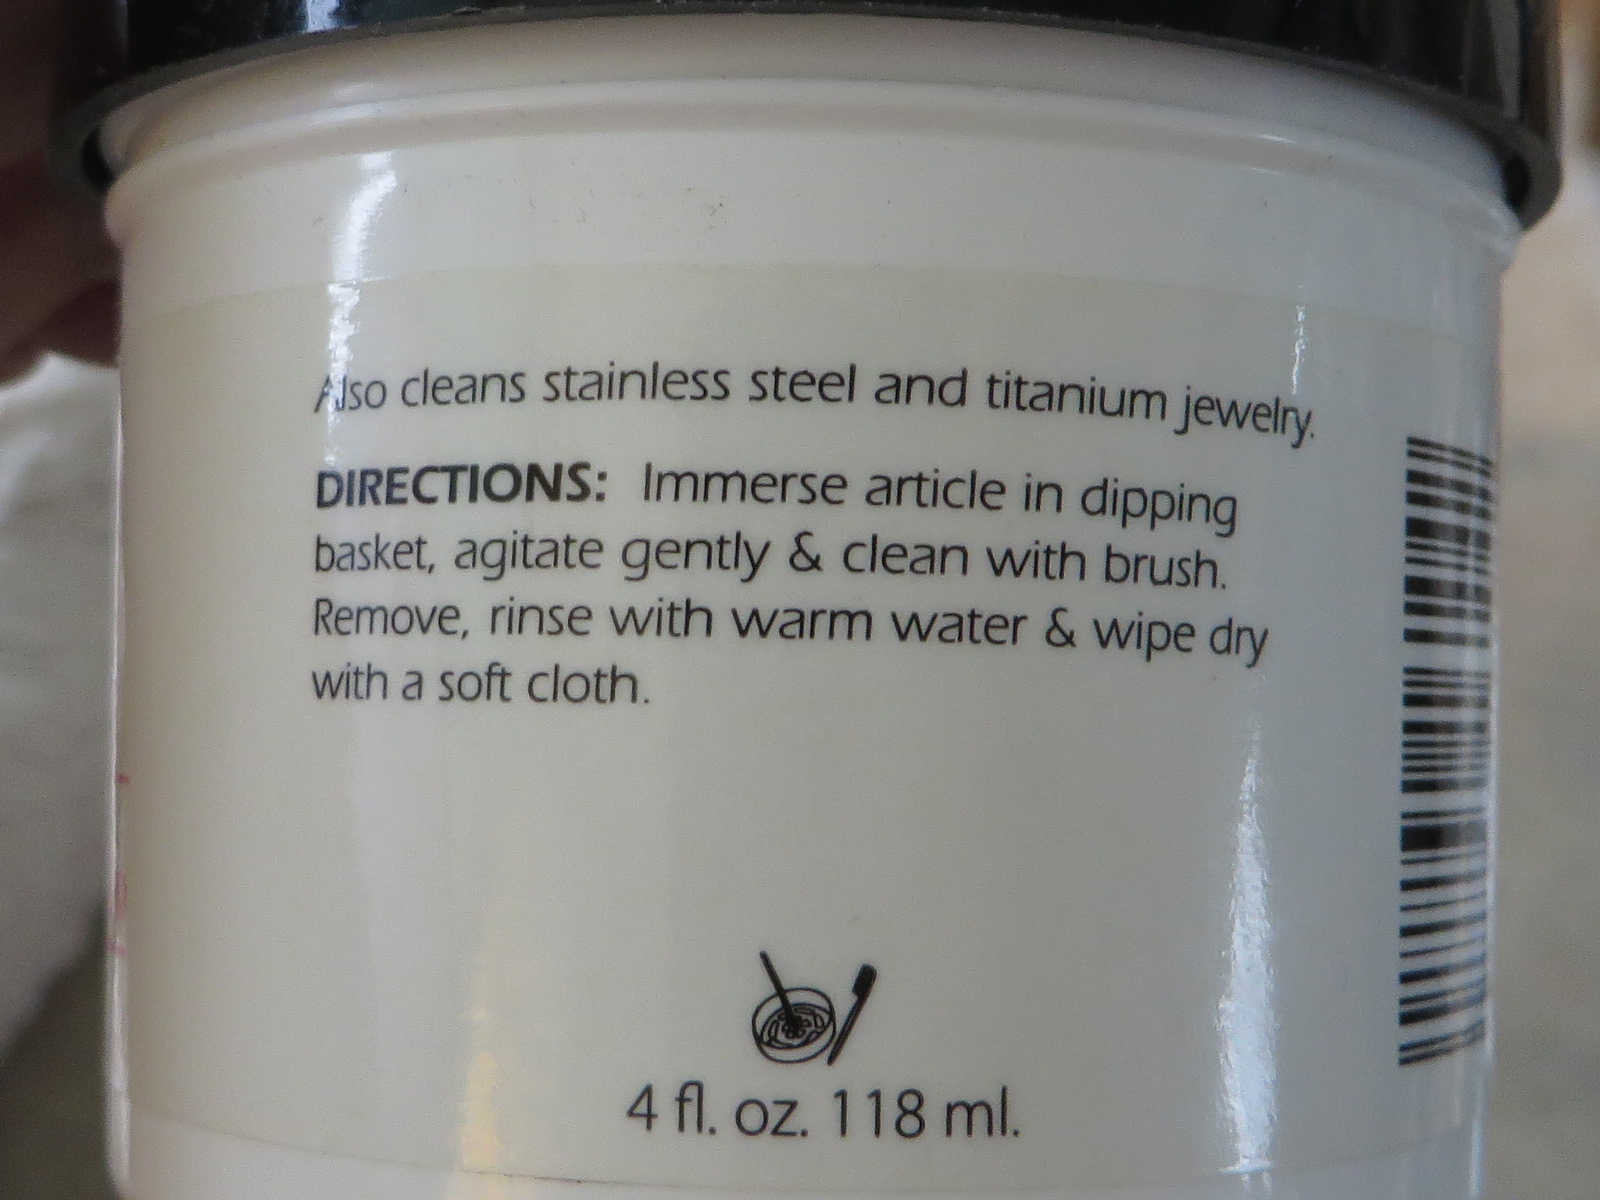 Also cleans stainless steel and titanium jewelry.
DIRECTIONS: Immerse article in dipping
basket, agitate gently & clean with brush.
Remove, rinse with warm water & wipe dry
with a soft cloth.
4 fl. oz. 118 ml.